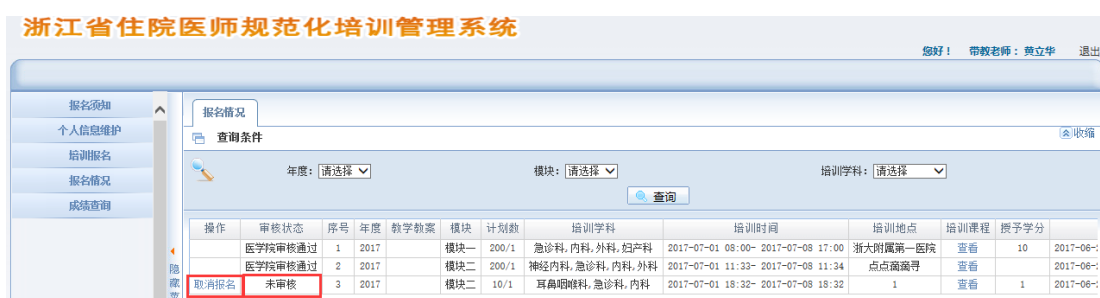 浙江省住院医师规范化培训管理系统
您好！ 带教老师：黄立华 退出
报名须知
个人信息维护
培训报名
报名情况
成绩查询
隐藏
报名情况
查询条件 收缩
年度：请选择 模块：请选择 培训学科：请选择
查询
操作 审核状态 序号 年度 教学教案 模块 计划数 培训学科 培训时间 培训地点 培训课程 授予学分
医学院审核通过 1 2017 模块一 200/1 急诊科,内科,外科,妇产科 2017-07-01 08:00- 2017-07-08 17:00 浙大附属第一医院 查看 10 2017-06-
医学院审核通过 2 2017 模块二 200/1 神经内科,急诊科,内科,外科 2017-07-01 11:33- 2017-07-08 11:34 点点滴滴寻 查看 2017-06-
取消报名 未审核 3 2017 模块二 10/1 耳鼻咽喉科,急诊科,内科 2017-07-01 18:32- 2017-07-08 18:32 1 查看 1 2017-06-